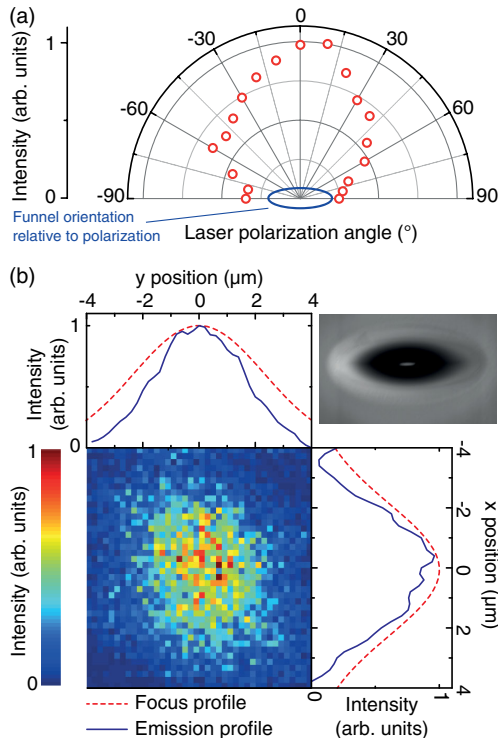 (a)
0
-30
30
-60
60
-90
90
1
0
Intensity (arb. units)
Funnel orientation
relative to polarization
Laser polarization angle (°)
(b)
y position (µm)
-4
-2
0
2
4
1
0
Intensity
(arb. units)
1
0
Intensity (arb. units)
-4
-2
0
2
4
x position (µm)
0
1
Intensity
(arb. units)
Focus profile
Emission profile